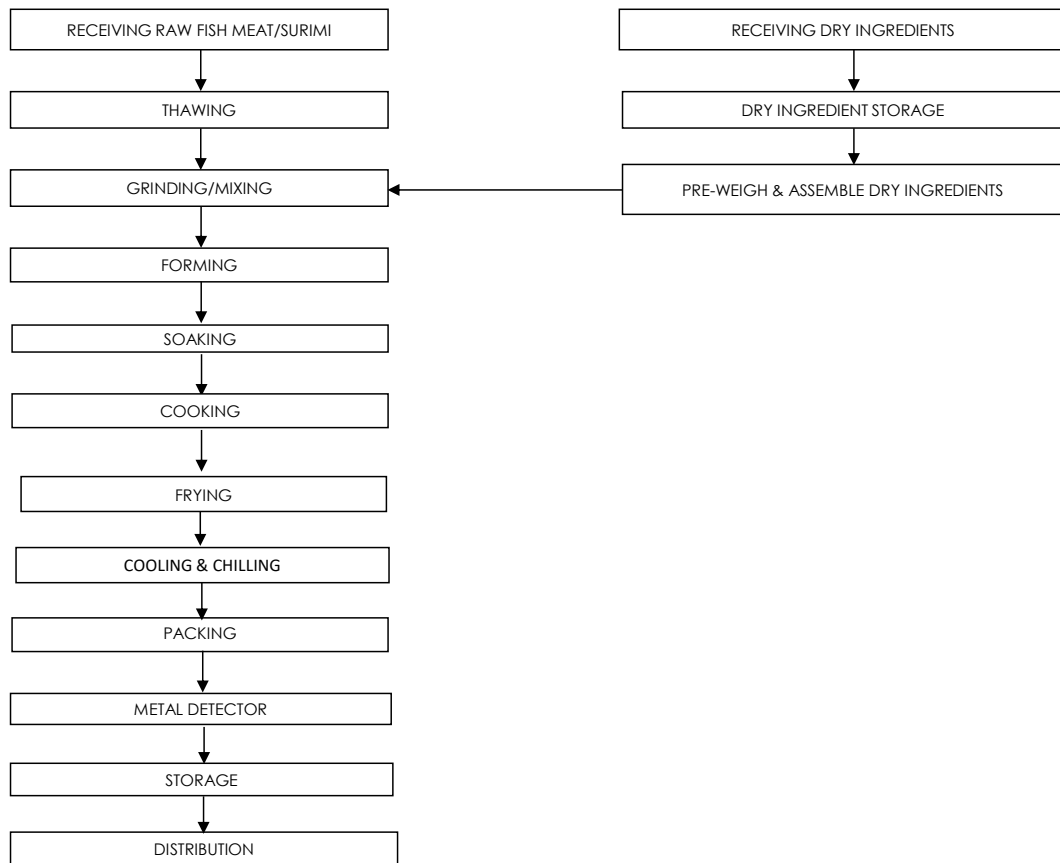 RECEIVING RAW FISH MEAT/SURIMI
RECEIVING DRY INGREDIENTS
THAWING
DRY INGREDIENT STORAGE
GRINDING/MIXING
PRE-WEIGH & ASSEMBLE DRY INGREDIENTS
FORMING
SOAKING
COOKING
FRYING
COOLING & CHILLING
PACKING
METAL DETECTOR
STORAGE
DISTRIBUTION